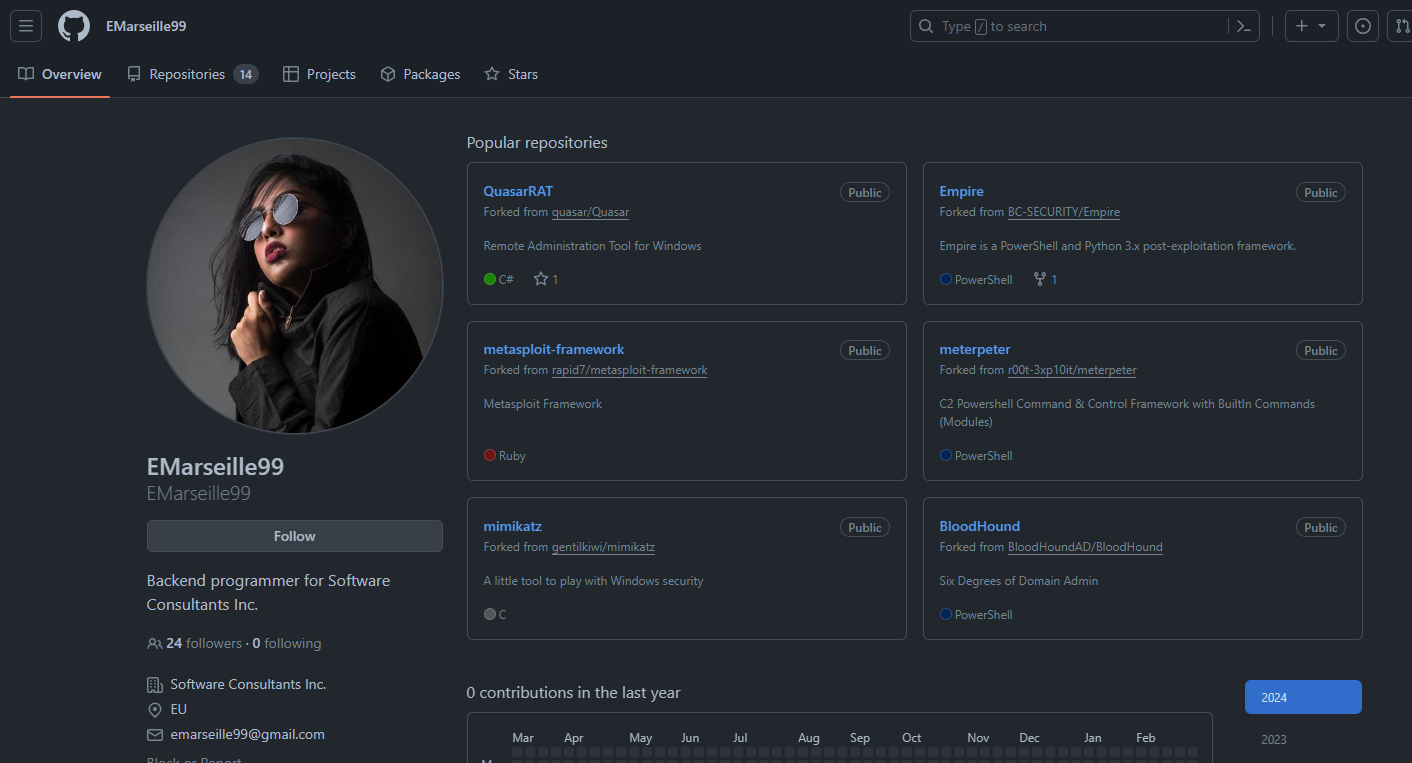 EMarseille99
Type / to search
Overview
Repositories 14
Projects
Packages
Stars
EMarseille99
EMarseille99
Follow
Backend programmer for Software
Consultants Inc.
24 followers · 0 following
Software Consultants Inc.
EU
emarseille99@gmail.com
Block or Report
Popular repositories
QuasarRAT
Public
Forked from quasar/Quasar
Remote Administration Tool for Windows
C# 1
Empire
Public
Forked from BC-SECURITY/Empire
Empire is a PowerShell and Python 3.x post-exploitation framework.
PowerShell 1
metasploit-framework
Public
Forked from rapid7/metasploit-framework
Metasploit Framework
Ruby
meterpeter
Public
Forked from r00t-3xp10it/meterpeter
C2 Powershell Command & Control Framework with BuiltIn Commands
(Modules)
PowerShell
mimikatz
Public
Forked from gentilkiwi/mimikatz
A little tool to play with Windows security
C
BloodHound
Public
Forked from BloodHoundAD/BloodHound
Six Degrees of Domain Admin
PowerShell
0 contributions in the last year
Mar Apr May Jun Jul Aug Sep Oct Nov Dec Jan Feb
2024
2023